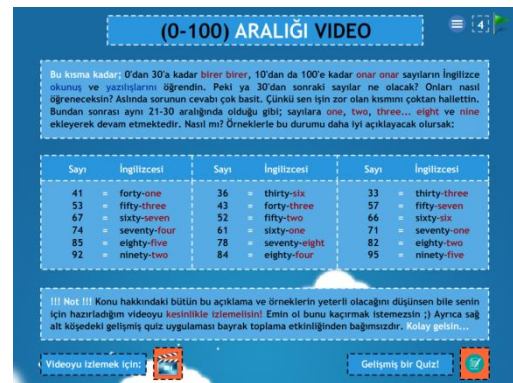 (0-100) ARALIĞI VIDEO
4
Bu kısma kadar; 0'dan 30'a kadar birer birer, 10'dan da 100'e kadar onar onar sayıların İngilizce
okunuş ve yazılışlarını öğrendin. Peki ya 30'dan sonraki sayılar ne olacak? Onları nasıl
öğreneceksin? Aslında sorunun cevabı çok basit. Çünkü sen işin zor olan kısmını çoktan hallettin.
Bundan sonrası aynı 21-30 aralığında olduğu gibi; sayılara one, two, three... eight ve nine
ekleyerek devam etmektedir. Nasıl mı? Örneklerle bu durumu daha iyi açıklayacak olursak:
Sayı İngilizcesi Sayı İngilizcesi Sayı İngilizcesi
41 = forty-one 36 = thirty-six 33 = thirty-three
53 = fifty-three 43 = forty-three 57 = fifty-seven
67 = sixty-seven 52 = fifty-two 66 = sixty-six
74 = seventy-four 61 = sixty-one 71 = seventy-one
85 = eighty-five 78 = seventy-eight 82 = eighty-two
92 = ninety-two 84 = eighty-four 95 = ninety-five
!!! Not !!! Konu hakkındaki bütün bu açıklama ve örneklerin yeterli olacağını düşünsen bile senin
için hazırladığım videoyu kesinlikle izlemelisin! Emin ol bunu kaçırmak istemezsin ;) Ayrıca sağ
alt köşedeki gelişmiş quiz uygulaması bayrak toplama etkinliğinden bağımsızdır. Kolay gelsin...
Videoyu izlemek için:
Gelişmiş bir Quiz!